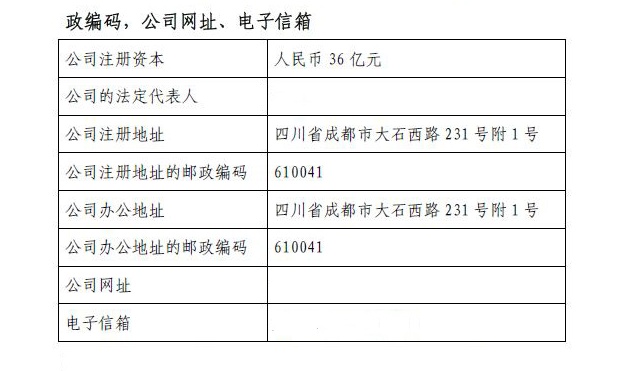 政编码，公司网址、电子信箱
公司注册资本 人民币 36 亿元
公司的法定代表人
公司注册地址 四川省成都市大石西路 231 号附 1 号
公司注册地址的邮政编码 610041
公司办公地址 四川省成都市大石西路 231 号附 1 号
公司办公地址的邮政编码 610041
公司网址
电子信箱